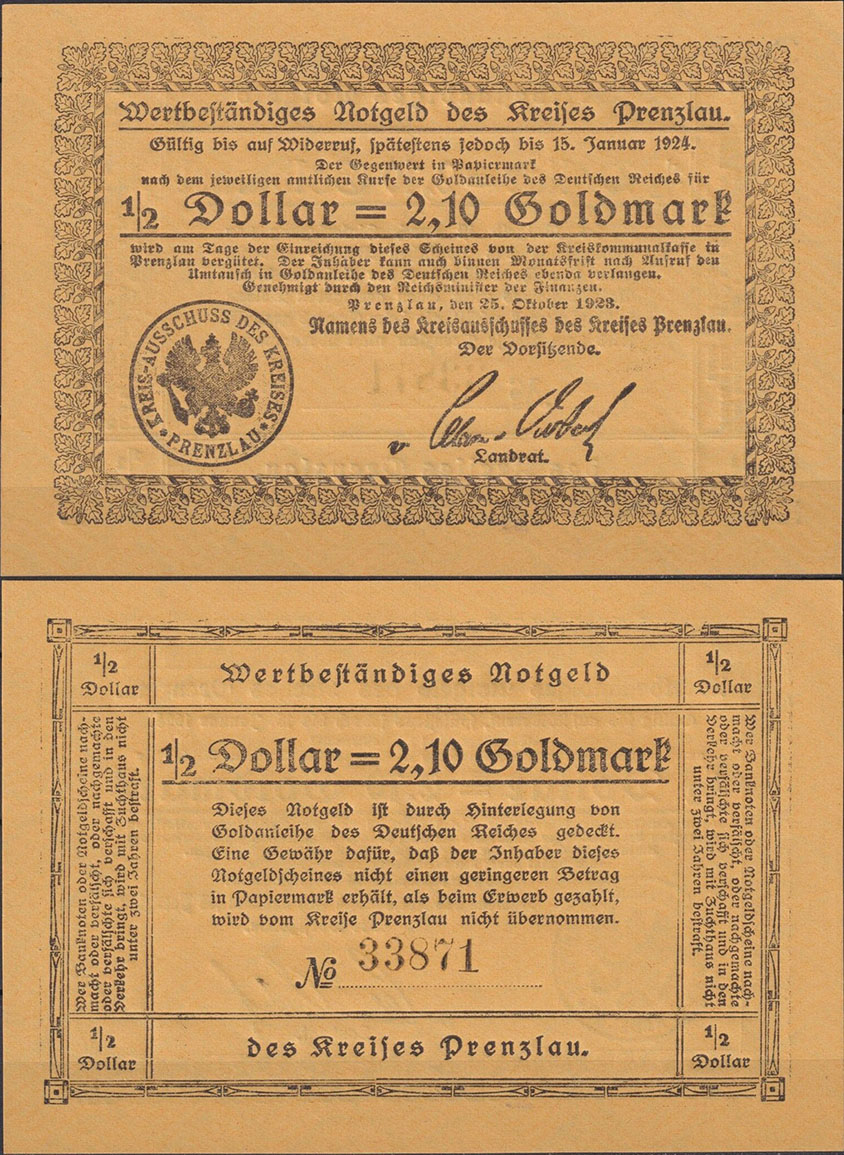 Wertbeständiges Notgeld des Kreises Prenzlau.
Gültig bis auf Widerruf, spätestens jedoch bis 15. Januar 1924.
Der Gegenwert in Papiermark
nach dem jeweiligen amtlichen Kurse der Goldanleihe des Deutschen Reiches für
1/2 Dollar = 2,10 Goldmark
wird am Tage der Einreichung dieses Scheines von der Kreiskommunalkasse in
Prenzlau vergütet. Der Inhaber kann auch binnen Monatsfrist nach Aufruf den
Umtausch in Goldanleihe des Deutschen Reiches ebenda verlangen.
Genehmigt durch den Reichsminister der Finanzen.
Prenzlau, den 25. Oktober 1923.
Namens des Kreisausschusses des Kreises Prenzlau.
Der Vorsitzende.
KREIS-AUSSCHUSS DES KREISES
* PRENZLAU *
Landrat.
1/2
Dollar
Wertbeständiges Notgeld
1/2
Dollar
Wer Banknoten oder Notgeldscheine nach-
macht oder verfälscht, oder nachgemachte
oder verfälschte sich verschafft und in den
Verkehr bringt, wird mit Zuchthaus nicht
unter zwei Jahren bestraft.
1/2 Dollar = 2,10 Goldmark
Dieses Notgeld ist durch Hinterlegung von
Goldanleihe des Deutschen Reiches gedeckt.
Eine Gewähr dafür, daß der Inhaber dieses
Notgeldscheines nicht einen geringeren Betrag
in Papiermark erhält, als beim Erwerb gezahlt,
wird vom Kreise Prenzlau nicht übernommen.
No 33871
Wer Banknoten oder Notgeldscheine nach-
macht oder verfälscht, oder nachgemachte
oder verfälschte sich verschafft und in den
Verkehr bringt, wird mit Zuchthaus nicht
unter zwei Jahren bestraft.
1/2
Dollar
des Kreises Prenzlau.
1/2
Dollar